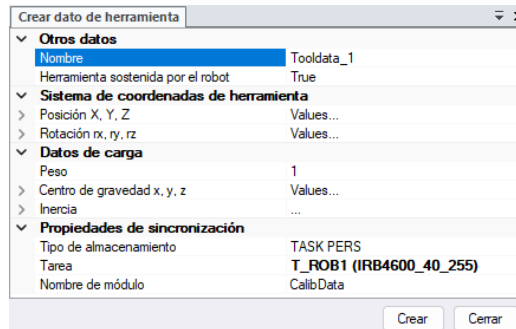 Crear dato de herramienta
Otros datos
Nombre Tooldata_1
Herramienta sostenida por el robot True
Sistema de coordenadas de herramienta
Posición X, Y, Z Values...
Rotación rx, ry, rz Values...
Datos de carga
Peso 1
Centro de gravedad x, y, z Values...
Inercia ...
Propiedades de sincronización
Tipo de almacenamiento TASK PERS
Tarea T_ROB1 (IRB4600_40_255)
Nombre de módulo CalibData
Crear Cerrar